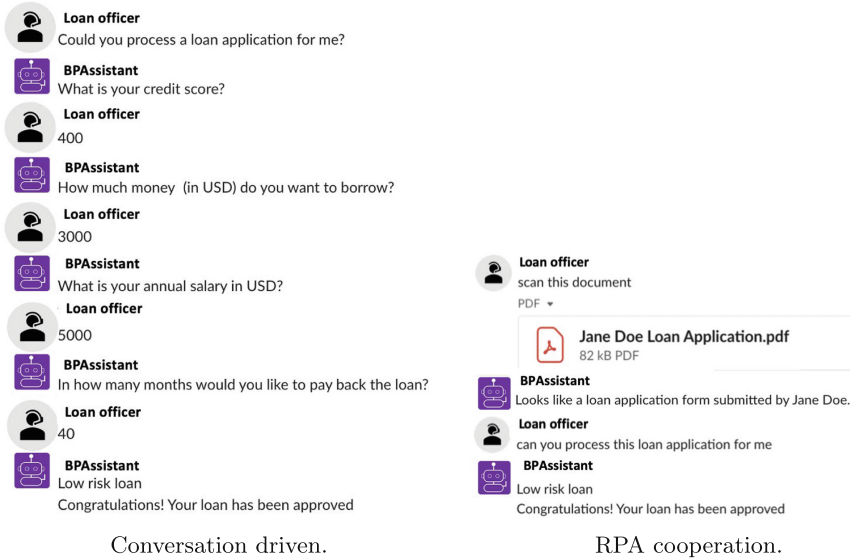 Loan officer
Could you process a loan application for me?
BPAssistant
What is your credit score?
Loan officer
400
BPAssistant
How much money (in USD) do you want to borrow?
Loan officer
3000
BPAssistant
What is your annual salary in USD?
Loan officer
5000
BPAssistant
In how many months would you like to pay back the loan?
Loan officer
40
BPAssistant
Low risk loan
Congratulations! Your loan has been approved
Conversation driven.
Loan officer
scan this document
PDF
Jane Doe Loan Application.pdf
82 kB PDF
BPAssistant
Looks like a loan application form submitted by Jane Doe.
Loan officer
can you process this loan application for me
BPAssistant
Low risk loan
Congratulations! Your loan has been approved
RPA cooperation.